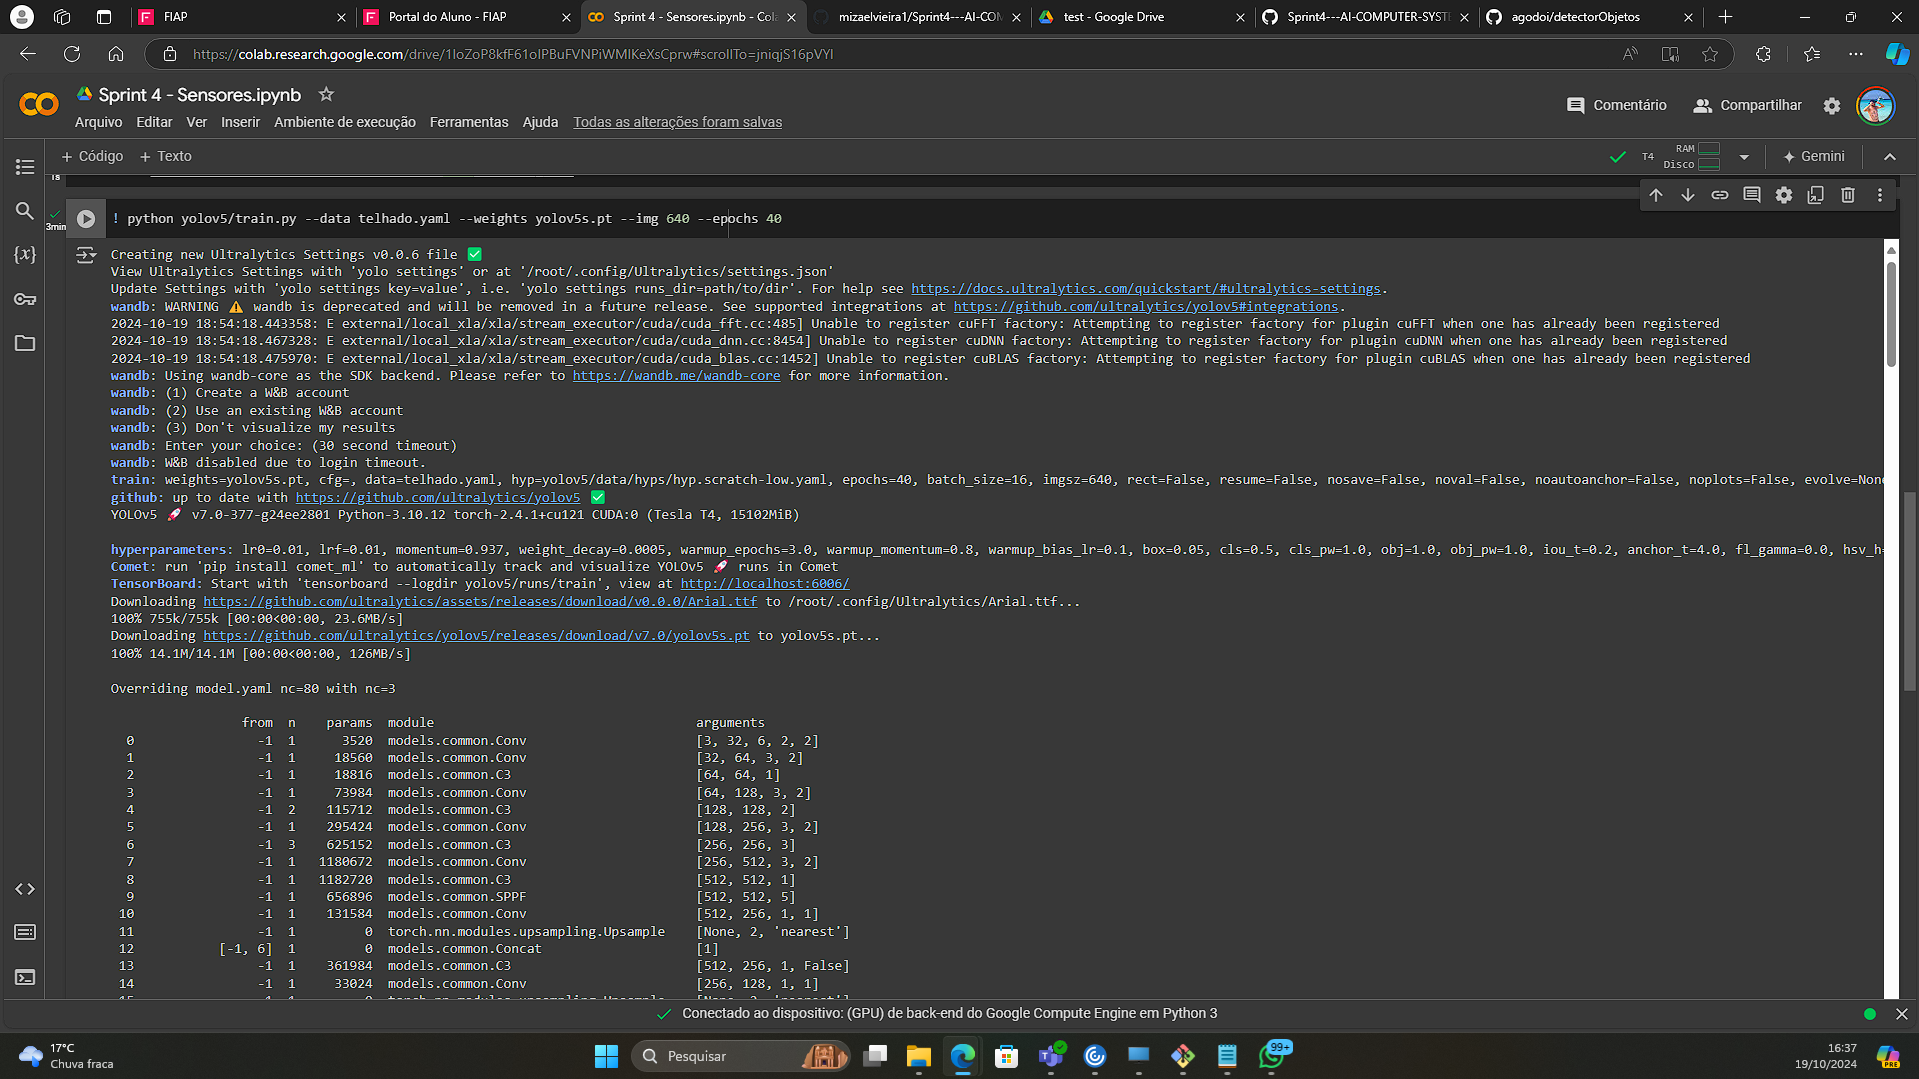 FIAP
Portal do Aluno - FIAP
Sprint 4 - Sensores.ipynb - Cola
mizaelvieira1/Sprint4---AI-COM
test - Google Drive
Sprint4---AI-COMPUTER-SYSTE
agodoi/detectorObjetos
https://colab.research.google.com/drive/1IoZoP8kfF61oIPBuFVNPiWMIKeXsCprw#scrollTo=jniqjS16pVYI
Sprint 4 - Sensores.ipynb
Comentário
Compartilhar
Arquivo Editar Ver Inserir Ambiente de execução Ferramentas Ajuda Todas as alterações foram salvas
+ Código + Texto
T4
RAM
Disco
Gemini
1s
3min
! python yolov5/train.py --data telhado.yaml --weights yolov5s.pt --img 640 --epochs 40
Creating new Ultralytics Settings v0.0.6 file ✅
View Ultralytics Settings with 'yolo settings' or at '/root/.config/Ultralytics/settings.json'
Update Settings with 'yolo settings key=value', i.e. 'yolo settings runs_dir=path/to/dir'. For help see https://docs.ultralytics.com/quickstart/#ultralytics-settings.
wandb: WARNING ⚠️ wandb is deprecated and will be removed in a future release. See supported integrations at https://github.com/ultralytics/yolov5#integrations.
2024-10-19 18:54:18.443358: E external/local_xla/xla/stream_executor/cuda/cuda_fft.cc:485] Unable to register cuFFT factory: Attempting to register factory for plugin cuFFT when one has already been registered
2024-10-19 18:54:18.467328: E external/local_xla/xla/stream_executor/cuda/cuda_dnn.cc:8454] Unable to register cuDNN factory: Attempting to register factory for plugin cuDNN when one has already been registered
2024-10-19 18:54:18.475970: E external/local_xla/xla/stream_executor/cuda/cuda_blas.cc:1452] Unable to register cuBLAS factory: Attempting to register factory for plugin cuBLAS when one has already been registered
wandb: Using wandb-core as the SDK backend. Please refer to https://wandb.me/wandb-core for more information.
wandb: (1) Create a W&B account
wandb: (2) Use an existing W&B account
wandb: (3) Don't visualize my results
wandb: Enter your choice: (30 second timeout)
wandb: W&B disabled due to login timeout.
train: weights=yolov5s.pt, cfg=, data=telhado.yaml, hyp=yolov5/data/hyps/hyp.scratch-low.yaml, epochs=40, batch_size=16, imgsz=640, rect=False, resume=False, nosave=False, noval=False, noautoanchor=False, noplots=False, evolve=None
github: up to date with https://github.com/ultralytics/yolov5 ✅
YOLOv5 🚀 v7.0-377-g24ee2801 Python-3.10.12 torch-2.4.1+cu121 CUDA:0 (Tesla T4, 15102MiB)
hyperparameters: lr0=0.01, lrf=0.01, momentum=0.937, weight_decay=0.0005, warmup_epochs=3.0, warmup_momentum=0.8, warmup_bias_lr=0.1, box=0.05, cls=0.5, cls_pw=1.0, obj=1.0, obj_pw=1.0, iou_t=0.2, anchor_t=4.0, fl_gamma=0.0, hsv_h=
Comet: run 'pip install comet_ml' to automatically track and visualize YOLOv5 🚀 runs in Comet
TensorBoard: Start with 'tensorboard --logdir yolov5/runs/train', view at http://localhost:6006/
Downloading https://github.com/ultralytics/assets/releases/download/v0.0.0/Arial.ttf to /root/.config/Ultralytics/Arial.ttf...
100% 755k/755k [00:00<00:00, 23.6MB/s]
Downloading https://github.com/ultralytics/yolov5/releases/download/v7.0/yolov5s.pt to yolov5s.pt...
100% 14.1M/14.1M [00:00<00:00, 126MB/s]
Overriding model.yaml nc=80 with nc=3
from n params module arguments
0 -1 1 3520 models.common.Conv [3, 32, 6, 2, 2]
1 -1 1 18560 models.common.Conv [32, 64, 3, 2]
2 -1 1 18816 models.common.C3 [64, 64, 1]
3 -1 1 73984 models.common.Conv [64, 128, 3, 2]
4 -1 2 115712 models.common.C3 [128, 128, 2]
5 -1 1 295424 models.common.Conv [128, 256, 3, 2]
6 -1 3 625152 models.common.C3 [256, 256, 3]
7 -1 1 1180672 models.common.Conv [256, 512, 3, 2]
8 -1 1 1182720 models.common.C3 [512, 512, 1]
9 -1 1 656896 models.common.SPPF [512, 512, 5]
10 -1 1 131584 models.common.Conv [512, 256, 1, 1]
11 -1 1 0 torch.nn.modules.upsampling.Upsample [None, 2, 'nearest']
12 [-1, 6] 1 0 models.common.Concat [1]
13 -1 1 361984 models.common.C3 [512, 256, 1, False]
14 -1 1 33024 models.common.Conv [256, 128, 1, 1]
Conectado ao dispositivo: (GPU) de back-end do Google Compute Engine em Python 3
17°C
Chuva fraca
Pesquisar
99+
16:37
19/10/2024
PRE